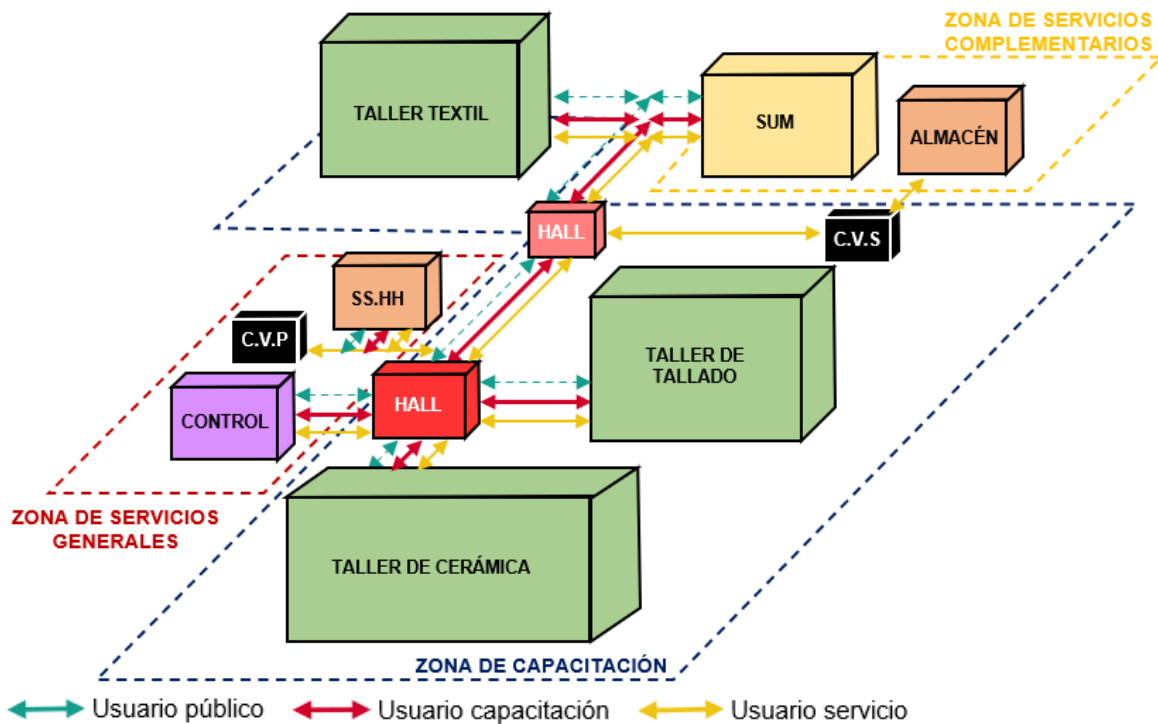 ZONA DE SERVICIOS
COMPLEMENTARIOS
TALLER TEXTIL
SUM
ALMACÉN
HALL
C.V.S
SS.HH
C.V.P
TALLER DE
TALLADO
CONTROL
HALL
ZONA DE SERVICIOS
GENERALES
TALLER DE CERÁMICA
ZONA DE CAPACITACIÓN
Usuario público
Usuario capacitación
Usuario servicio